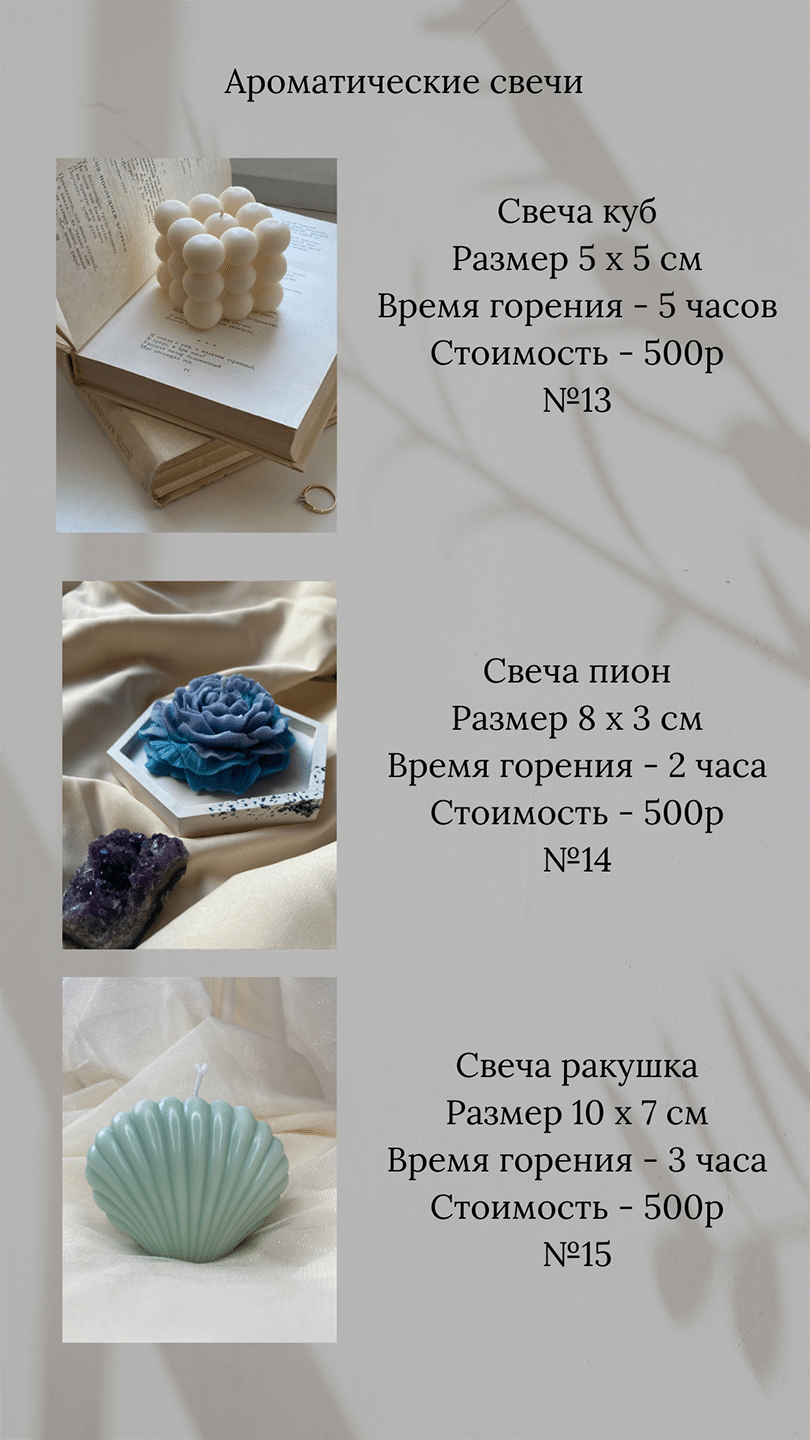 Ароматические свечи
Свеча куб
Размер 5 х 5 см
Время горения - 5 часов
Стоимость - 500р
№13
Свеча пион
Размер 8 х 3 см
Время горения - 2 часа
Стоимость - 500р
№14
Свеча ракушка
Размер 10 х 7 см
Время горения - 3 часа
Стоимость - 500р
№15